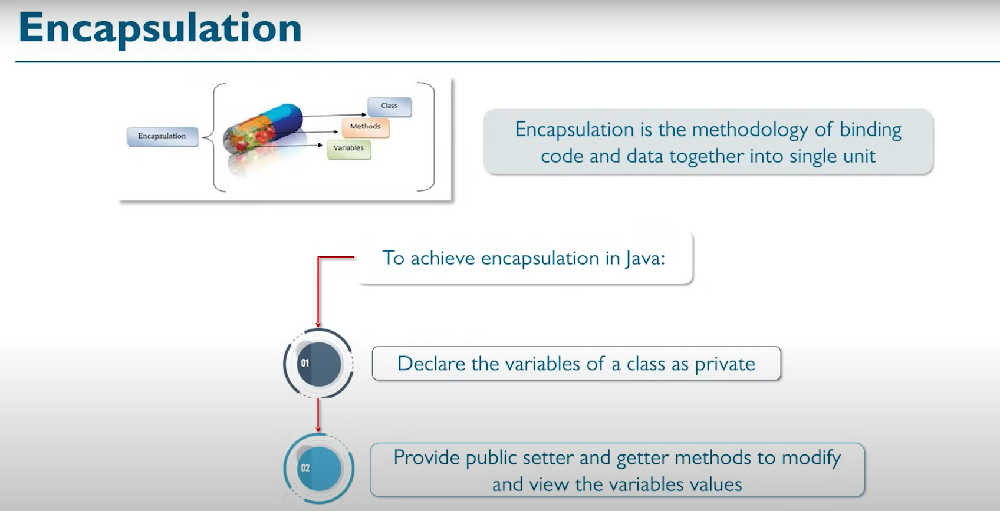 Encapsulation
Encapsulation
Class
Methods
Variables
Encapsulation is the methodology of binding
code and data together into single unit
To achieve encapsulation in Java:
01
Declare the variables of a class as private
02
Provide public setter and getter methods to modify
and view the variables values